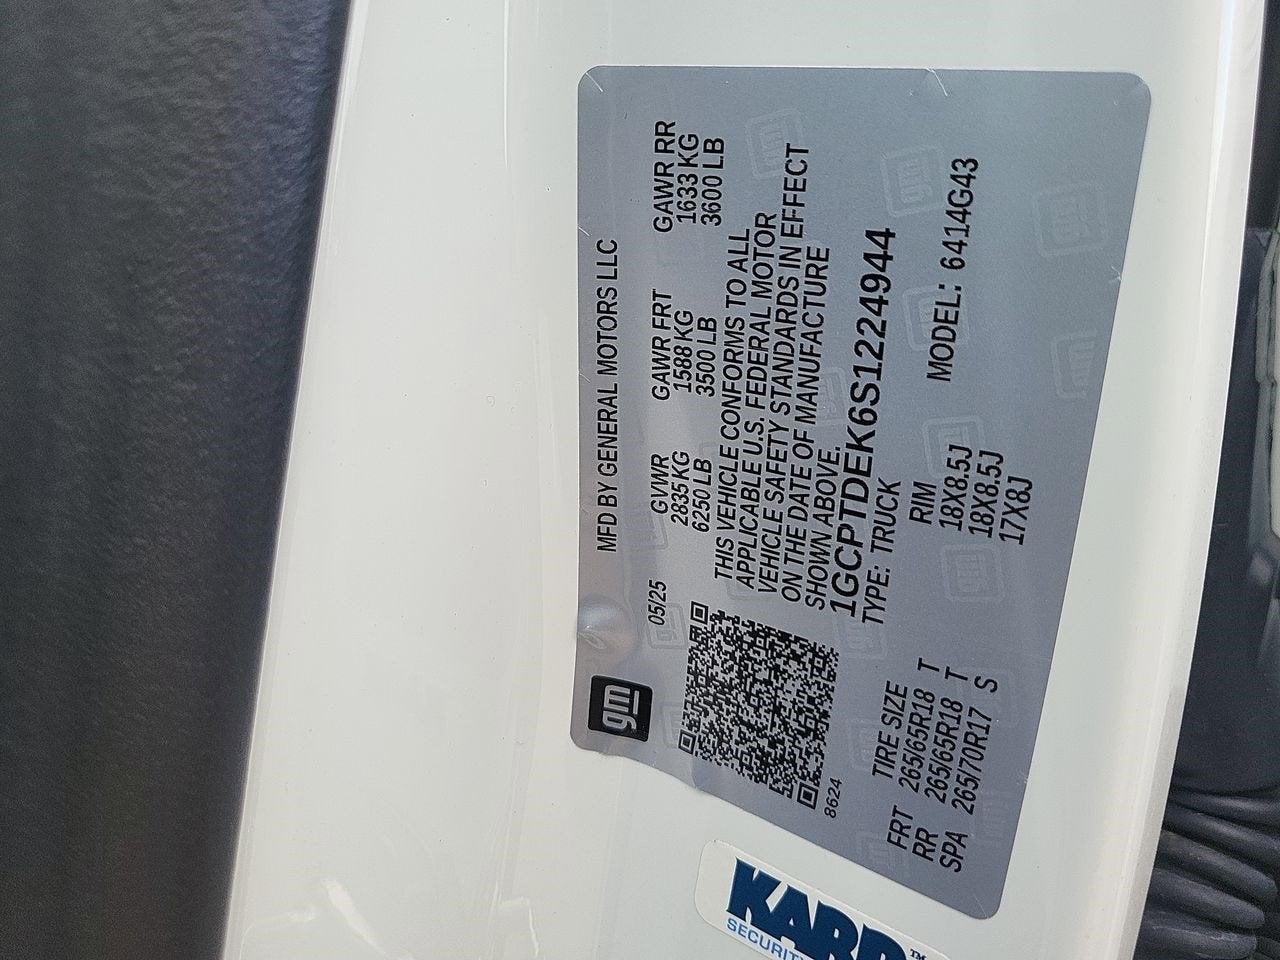 gm
MFD BY GENERAL MOTORS LLC
05/25
GVWR GAWR FRT GAWR RR
2835 KG 1588 KG 1633 KG
6250 LB 3500 LB 3600 LB
THIS VEHICLE CONFORMS TO ALL
APPLICABLE U.S. FEDERAL MOTOR
VEHICLE SAFETY STANDARDS IN EFFECT
ON THE DATE OF MANUFACTURE
SHOWN ABOVE.
1GCPTDEK6S1224944
TYPE: TRUCK
8624
MODEL: 6414G43
TIRE SIZE RIM
FRT 265/65R18 T 18X8.5J
RR 265/65R18 T 18X8.5J
SPA 265/70R17 S 17X8J
KARR™
SECURITY